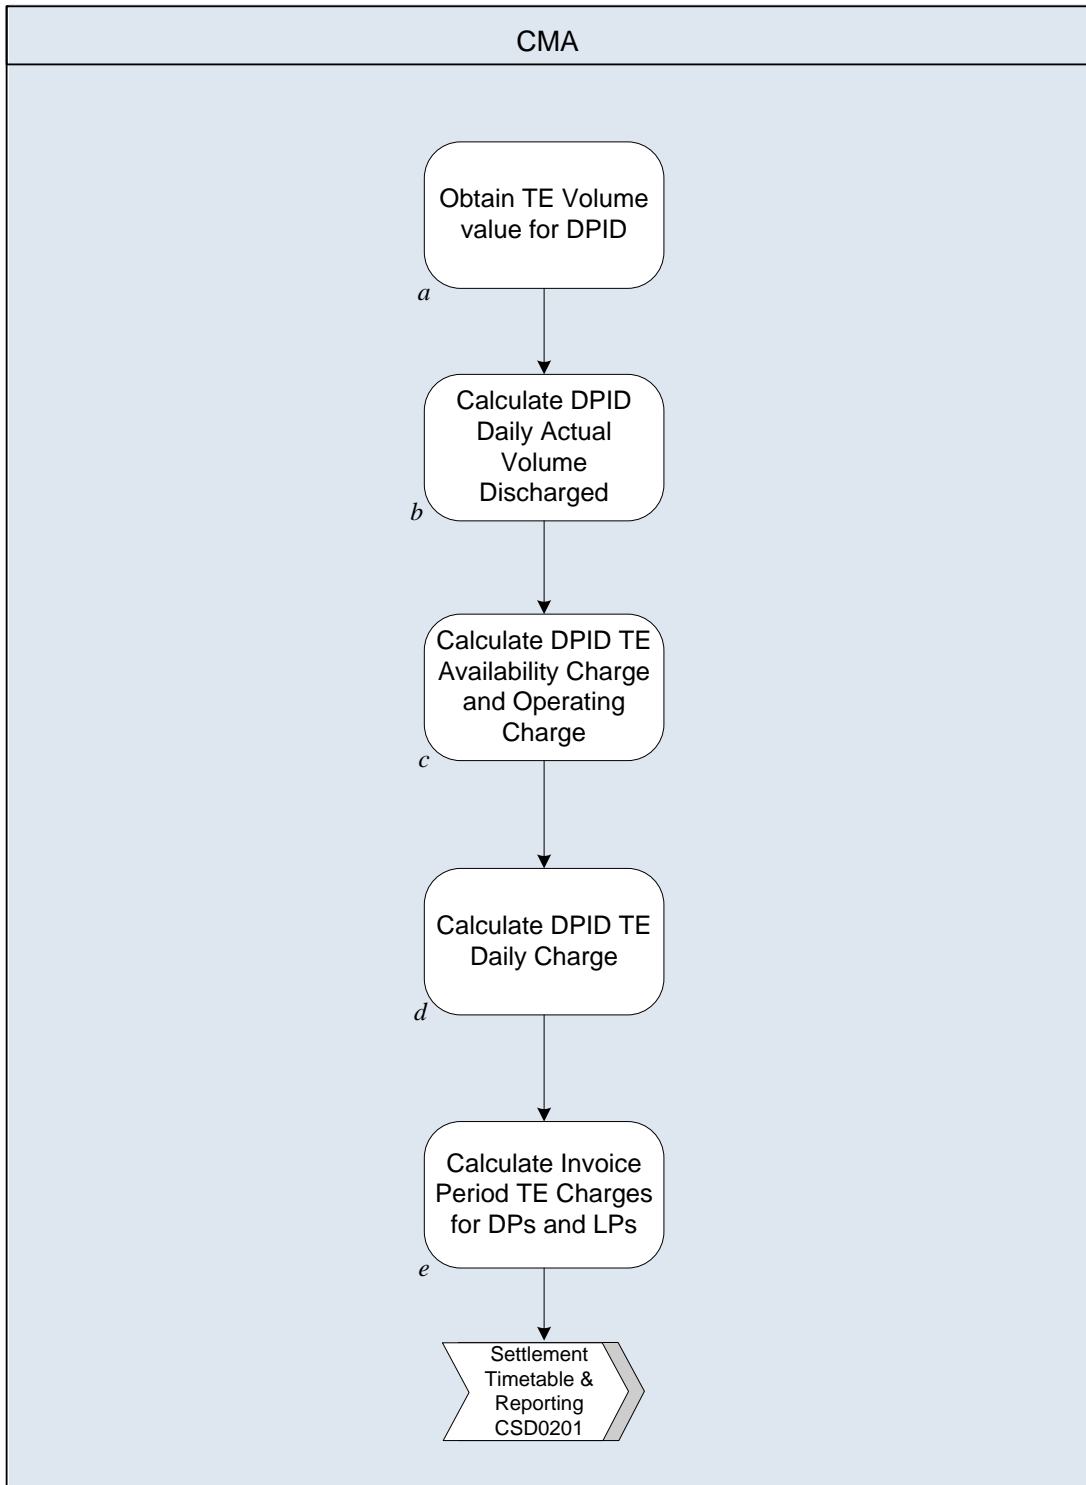 CMA
Obtain TE Volume
value for DPID
a
Calculate DPID
Daily Actual
Volume
Discharged
b
Calculate DPID TE
Availability Charge
and Operating
Charge
c
Calculate DPID TE
Daily Charge
d
Calculate Invoice
Period TE Charges
for DPs and LPs
e
Settlement
Timetable &
Reporting
CSD0201